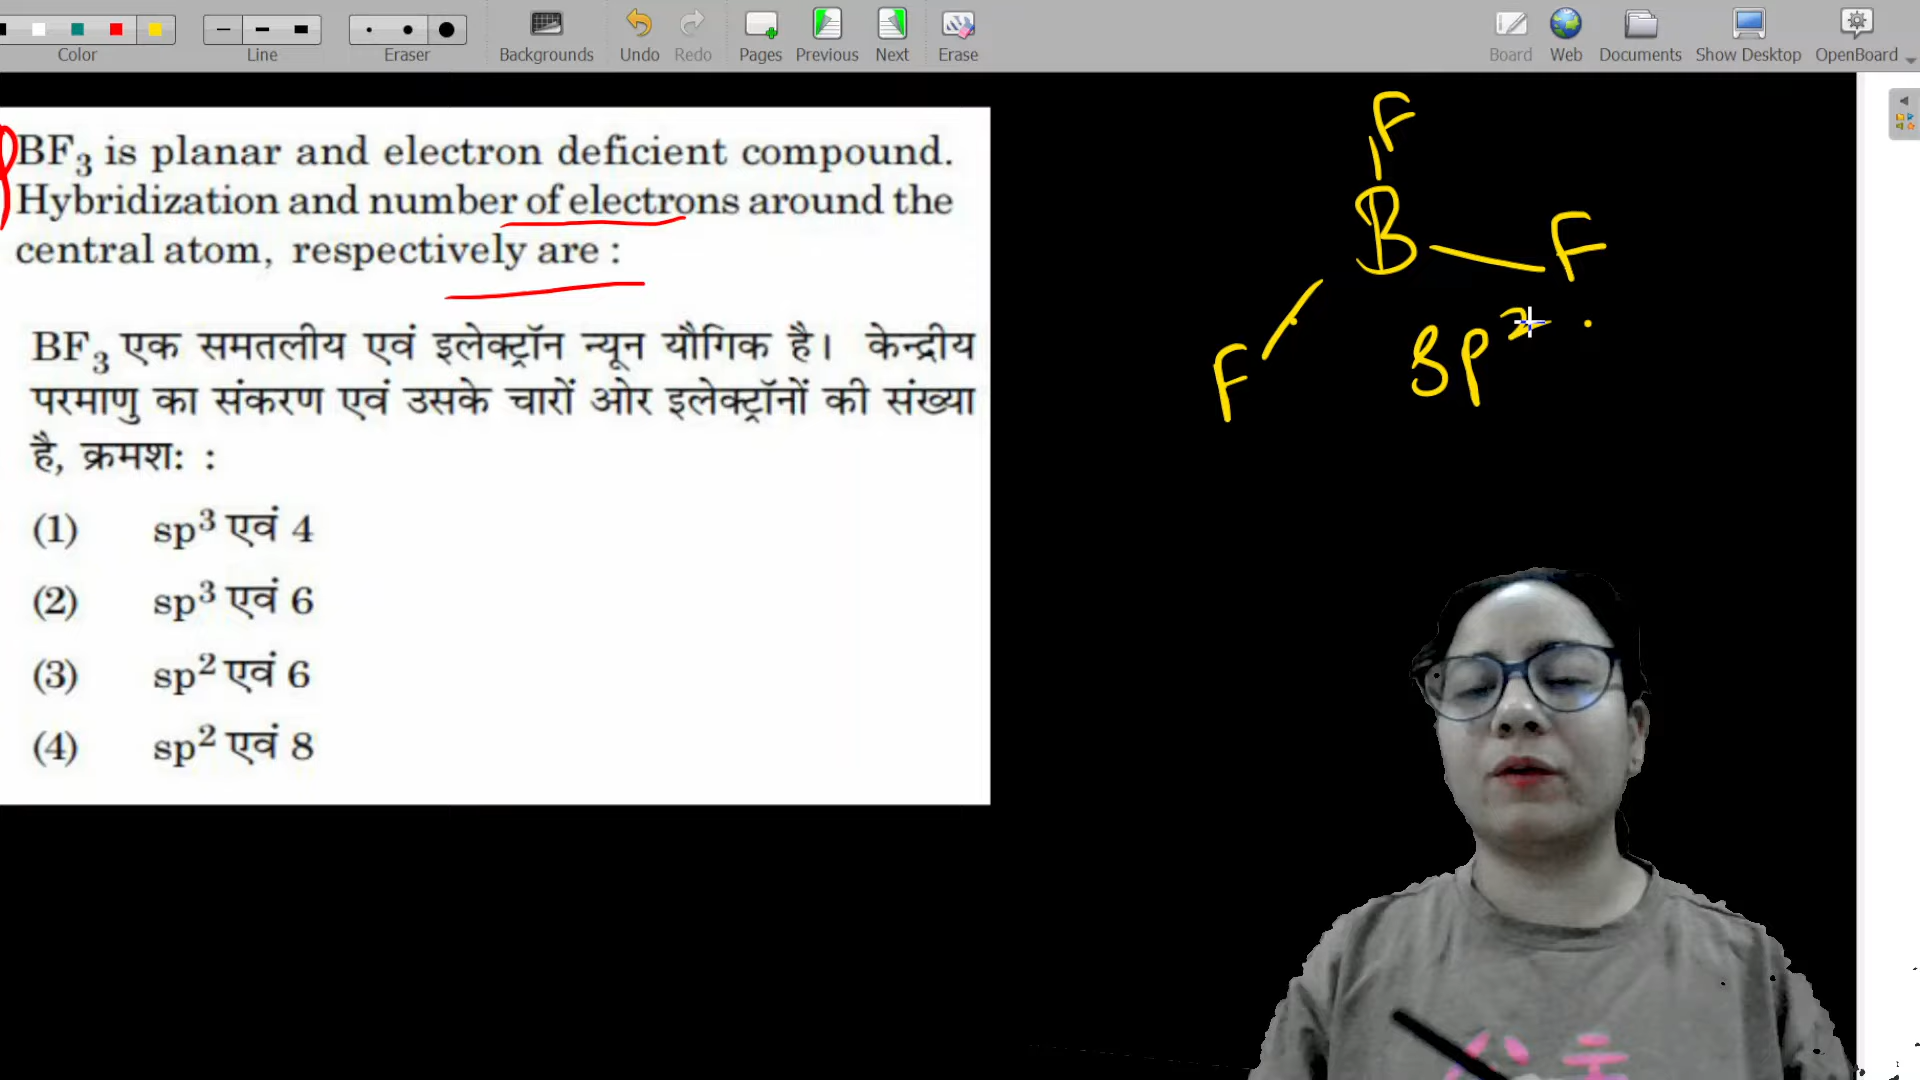 Color
Line
Eraser
Backgrounds
Undo
Redo
Pages
Previous
Next
Erase
Board
Web
Documents
Show Desktop
OpenBoard
BF₃ is planar and electron deficient compound.
Hybridization and number of electrons around the
central atom, respectively are :
BF₃ एक समतलीय एवं इलेक्ट्रॉन न्यून यौगिक है। केन्द्रीय
परमाणु का संकरण एवं उसके चारों ओर इलेक्ट्रॉनों की संख्या
है, क्रमशः :
(1) sp³ एवं 4
(2) sp³ एवं 6
(3) sp² एवं 6
(4) sp² एवं 8
F
B F
F
sp²